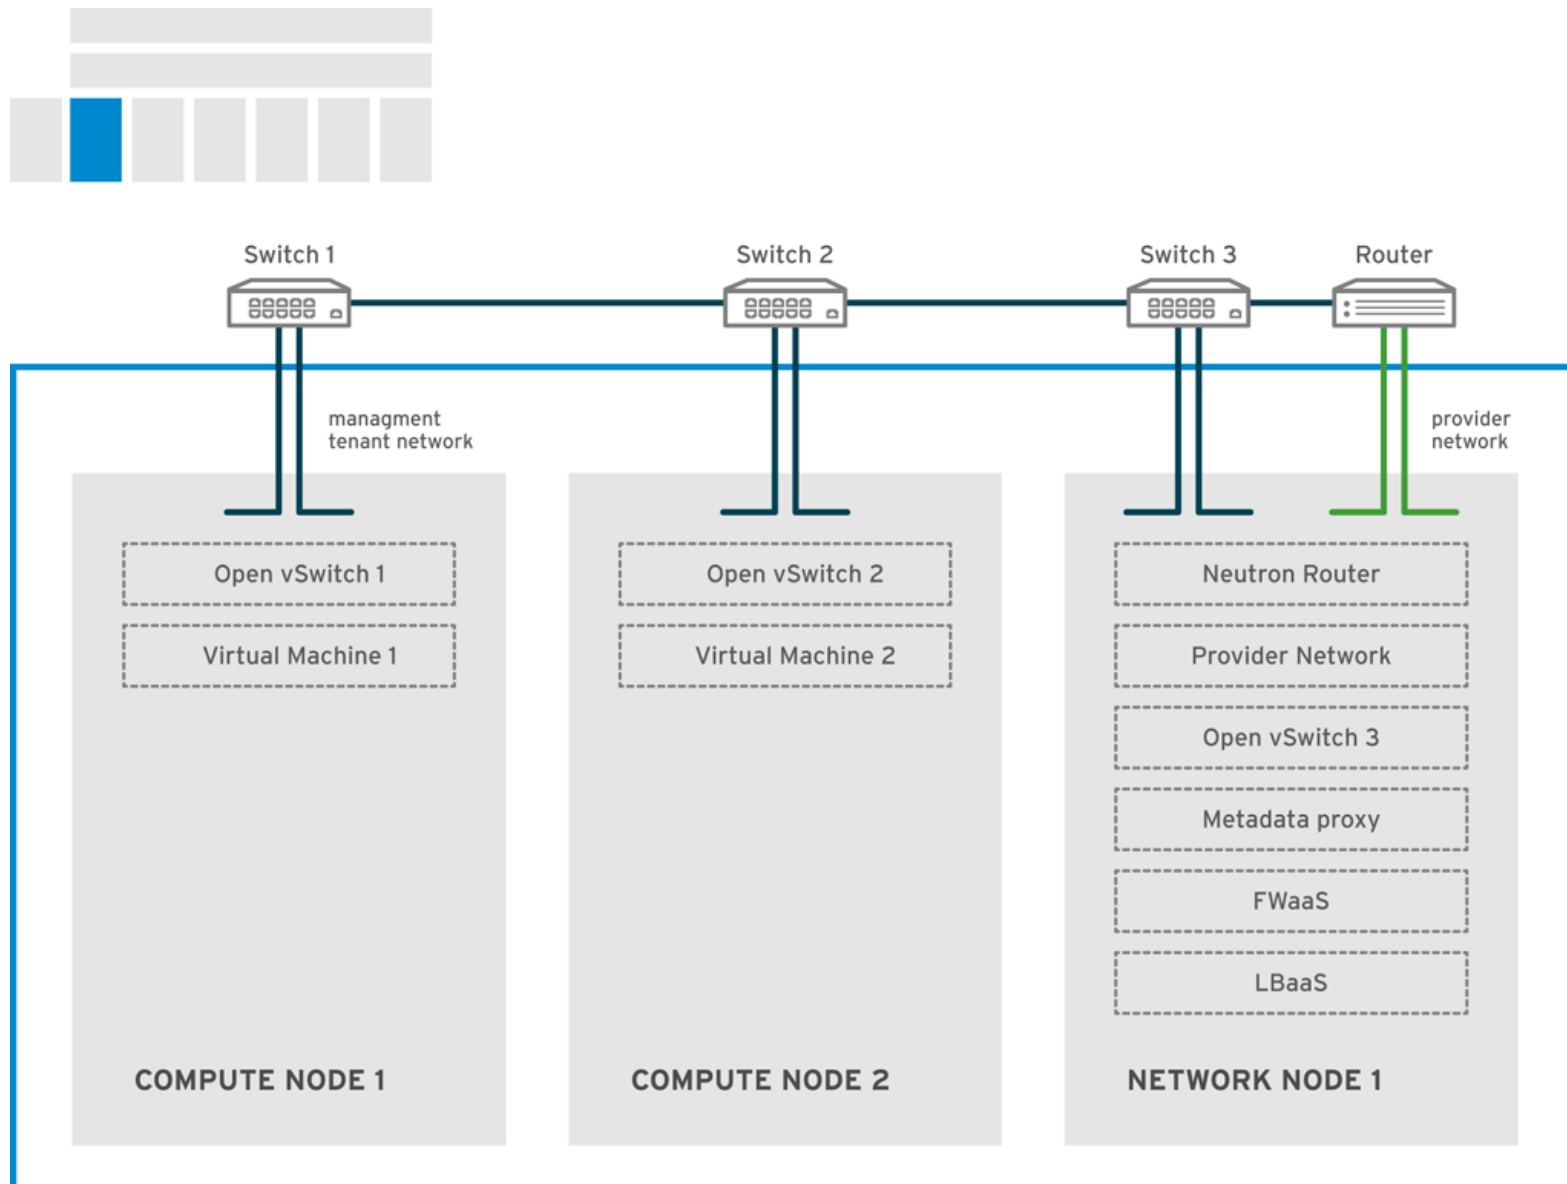 Switch 1
Switch 2
Switch 3
Router
managment
tenant network
provider
network
Open vSwitch 1
Virtual Machine 1
COMPUTE NODE 1
Open vSwitch 2
Virtual Machine 2
COMPUTE NODE 2
Neutron Router
Provider Network
Open vSwitch 3
Metadada proxy
FWaaS
LBaaS
NETWORK NODE 1